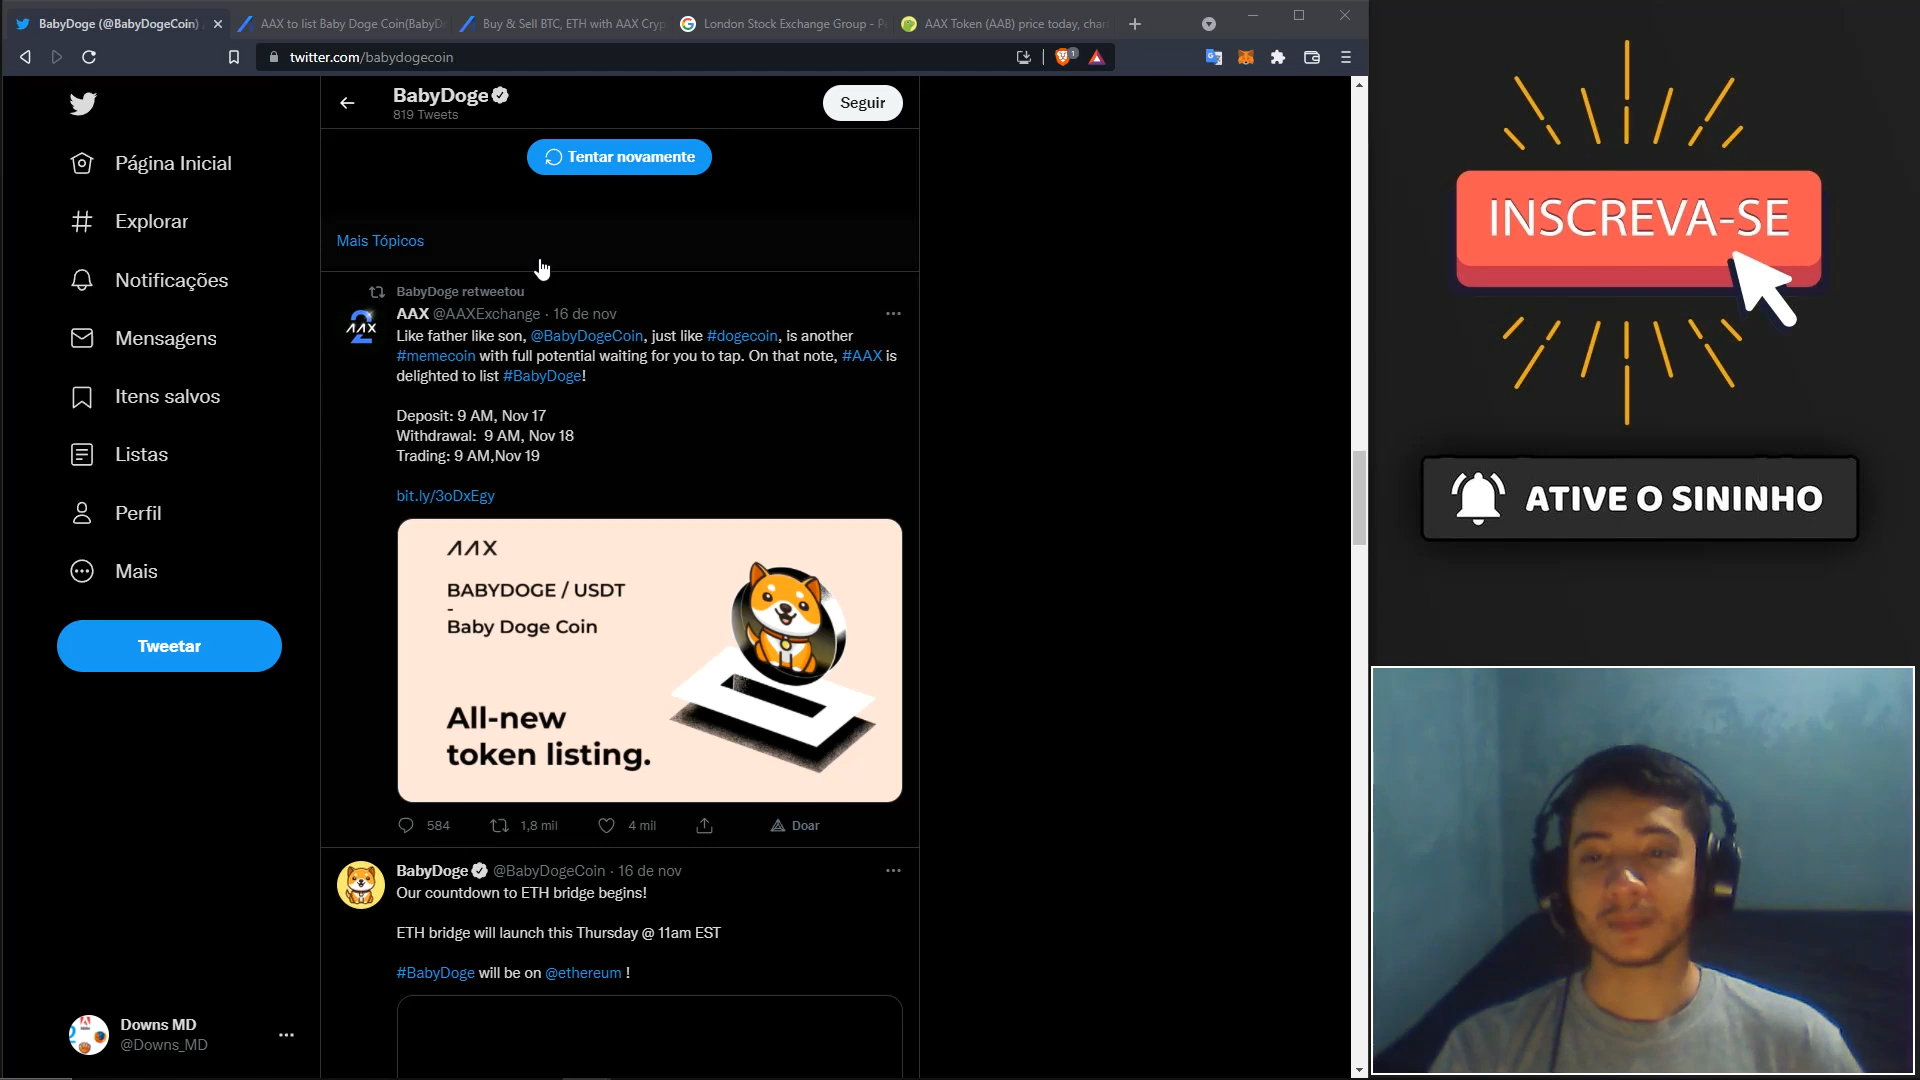 BabyDoge (@BabyDogeCoin)
AAX to list Baby Doge Coin(BabyD
Buy & Sell BTC, ETH with AAX Cryp
London Stock Exchange Group - P
AAX Token (AAB) price today, char
twitter.com/babydogecoin
1
BabyDoge
819 Tweets
Seguir
Tentar novamente
Página Inicial
Explorar
Notificações
Mensagens
Itens salvos
Listas
Perfil
Mais
Tweetar
Downs MD
@Downs_MD
Mais Tópicos
BabyDoge retweetou
AAX @AAXExchange · 16 de nov
Like father like son, @BabyDogeCoin, just like #dogecoin, is another
#memecoin with full potential waiting for you to tap. On that note, #AAX is
delighted to list #BabyDoge!
Deposit: 9 AM, Nov 17
Withdrawal: 9 AM, Nov 18
Trading: 9 AM,Nov 19
bit.ly/3oDxEgy
AAX
BABYDOGE / USDT
-
Baby Doge Coin
All-new
token listing.
584
1,8 mil
4 mil
Doar
BabyDoge @BabyDogeCoin · 16 de nov
Our countdown to ETH bridge begins!
ETH bridge will launch this Thursday @ 11am EST
#BabyDoge will be on @ethereum !
INSCREVA-SE
ATIVE O SININHO